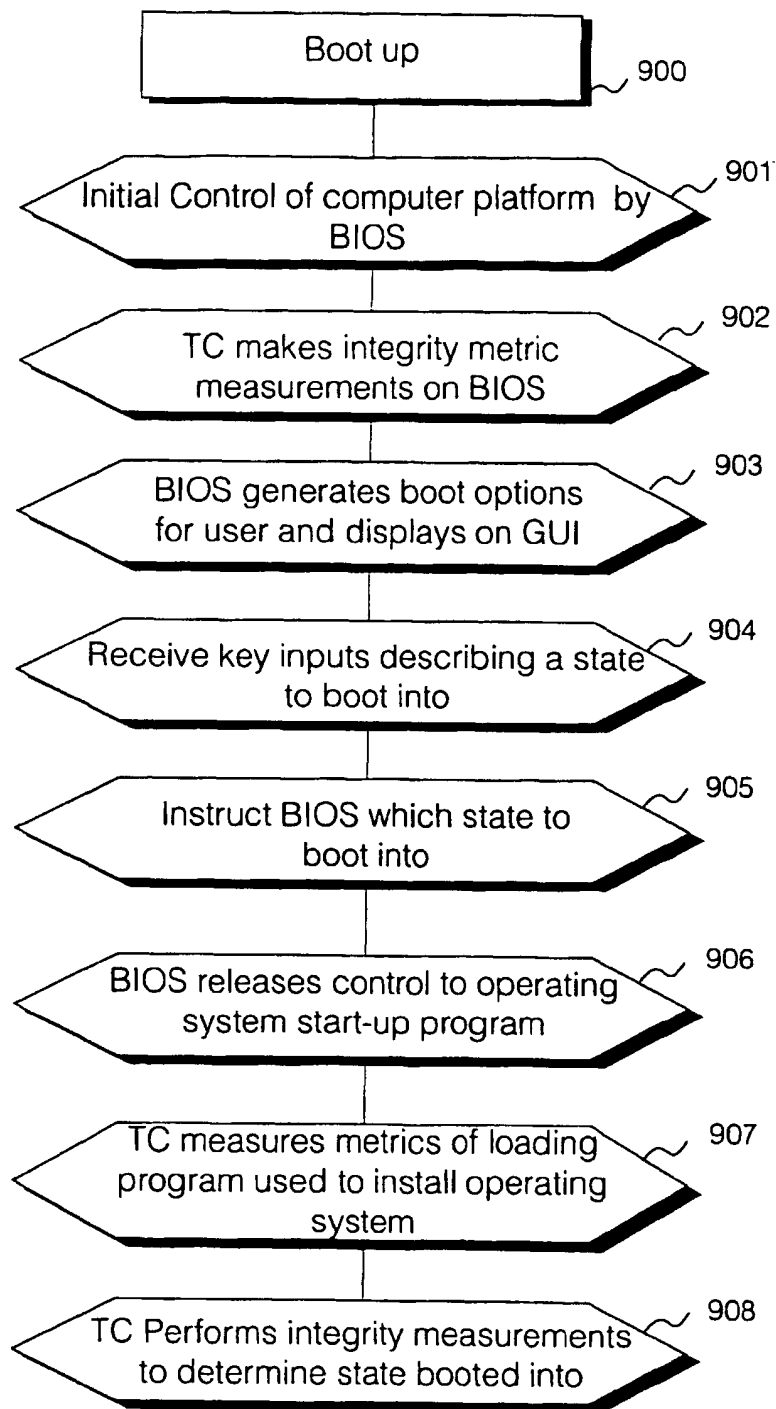 Boot up
900
901
Initial Control of computer platform by
BIOS
902
TC makes integrity metric
measurements on BIOS
903
BIOS generates boot options
for user and displays on GUI
904
Receive key inputs describing a state
to boot into
905
Instruct BIOS which state to
boot into
906
BIOS releases control to operating
system start-up program
907
TC measures metrics of loading
program used to install operating
system
908
TC Performs integrity measurements
to determine state booted into